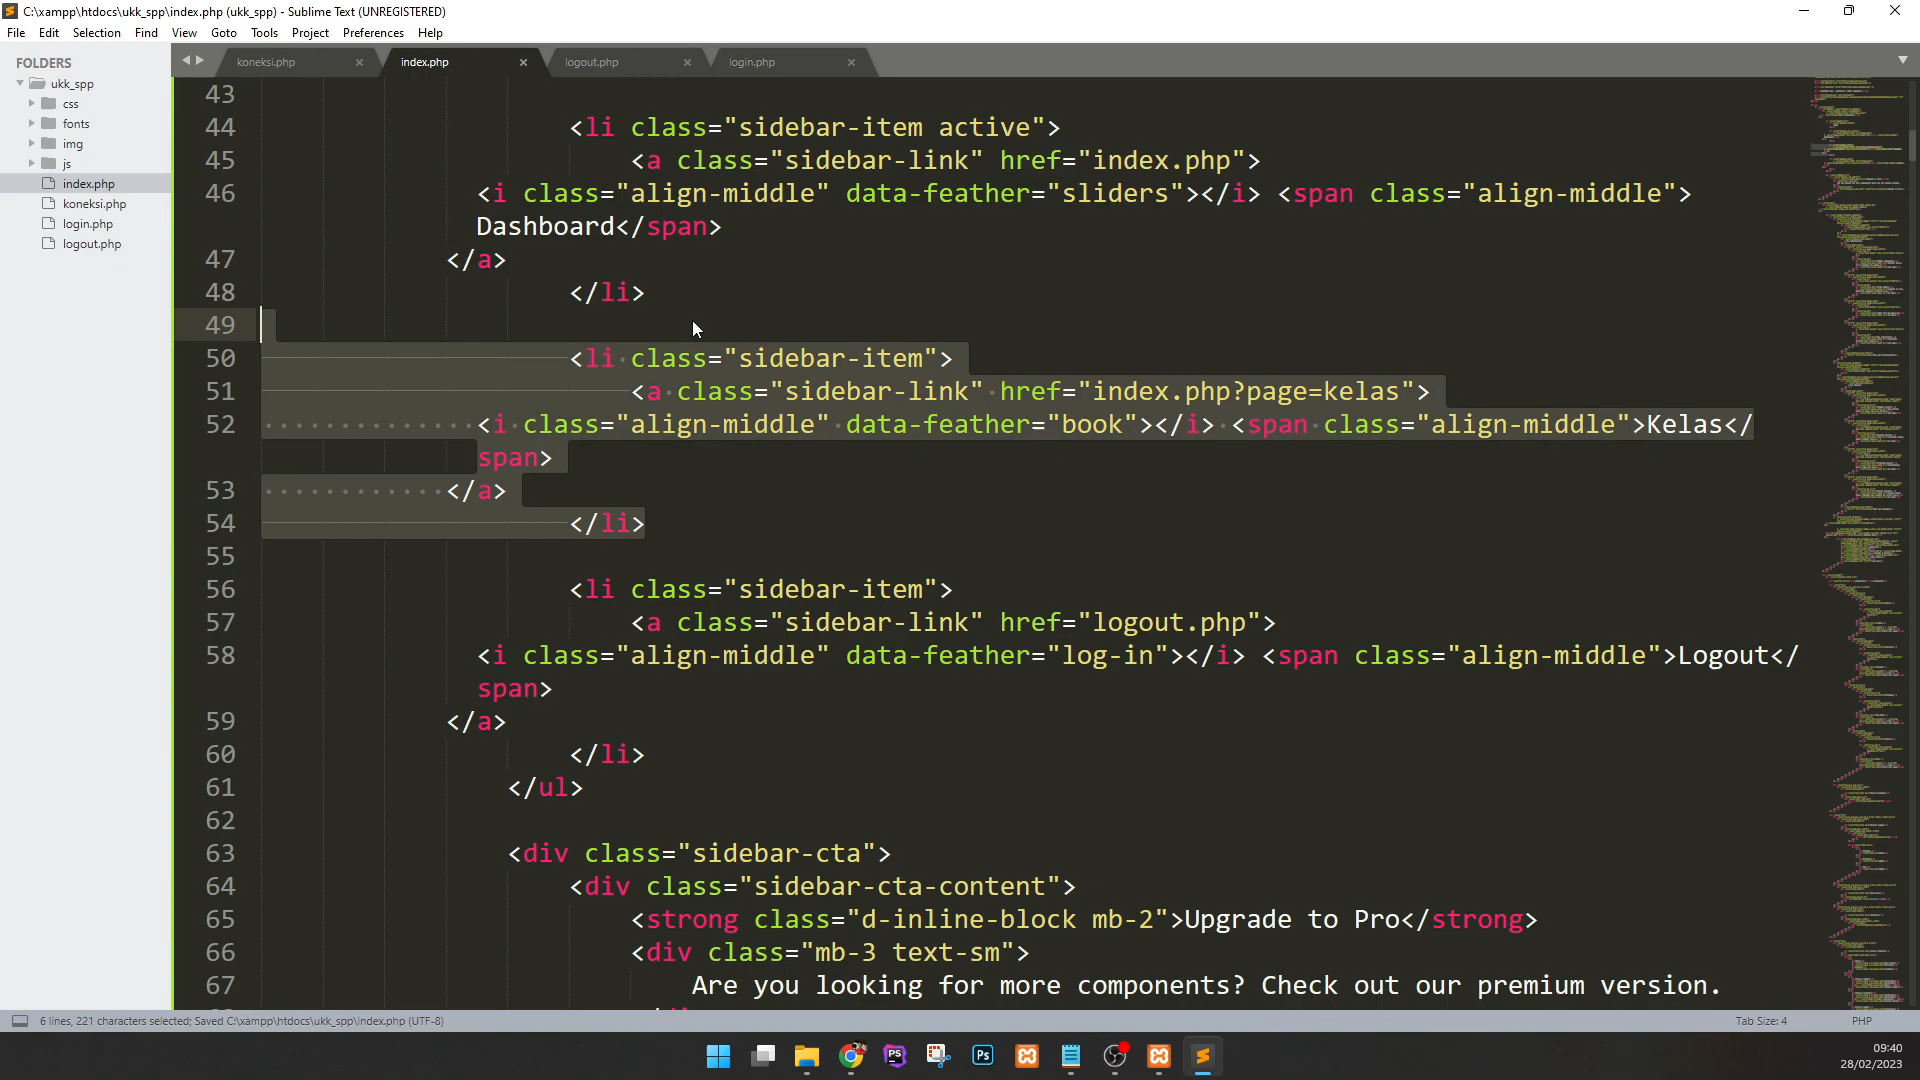 C:\xampp\htdocs\ukk_spp\index.php (ukk_spp) - Sublime Text (UNREGISTERED)
File Edit Selection Find View Goto Tools Project Preferences Help
FOLDERS
ukk_spp
css
fonts
img
js
index.php
koneksi.php
login.php
logout.php
koneksi.php index.php logout.php login.php
43
44 <li class="sidebar-item active">
45 <a class="sidebar-link" href="index.php">
46 <i class="align-middle" data-feather="sliders"></i> <span class="align-middle">
Dashboard</span>
47 </a>
48 </li>
49
50 <li class="sidebar-item">
51 <a class="sidebar-link" href="index.php?page=kelas">
52 <i class="align-middle" data-feather="book"></i> <span class="align-middle">Kelas</
span>
53 </a>
54 </li>
55
56 <li class="sidebar-item">
57 <a class="sidebar-link" href="logout.php">
58 <i class="align-middle" data-feather="log-in"></i> <span class="align-middle">Logout</
span>
59 </a>
60 </li>
61 </ul>
62
63 <div class="sidebar-cta">
64 <div class="sidebar-cta-content">
65 <strong class="d-inline-block mb-2">Upgrade to Pro</strong>
66 <div class="mb-3 text-sm">
67 Are you looking for more components? Check out our premium version.
6 lines, 221 characters selected; Saved C:\xampp\htdocs\ukk_spp\index.php (UTF-8)
Tab Size: 4 PHP
PS
Ps
09:40
28/02/2023